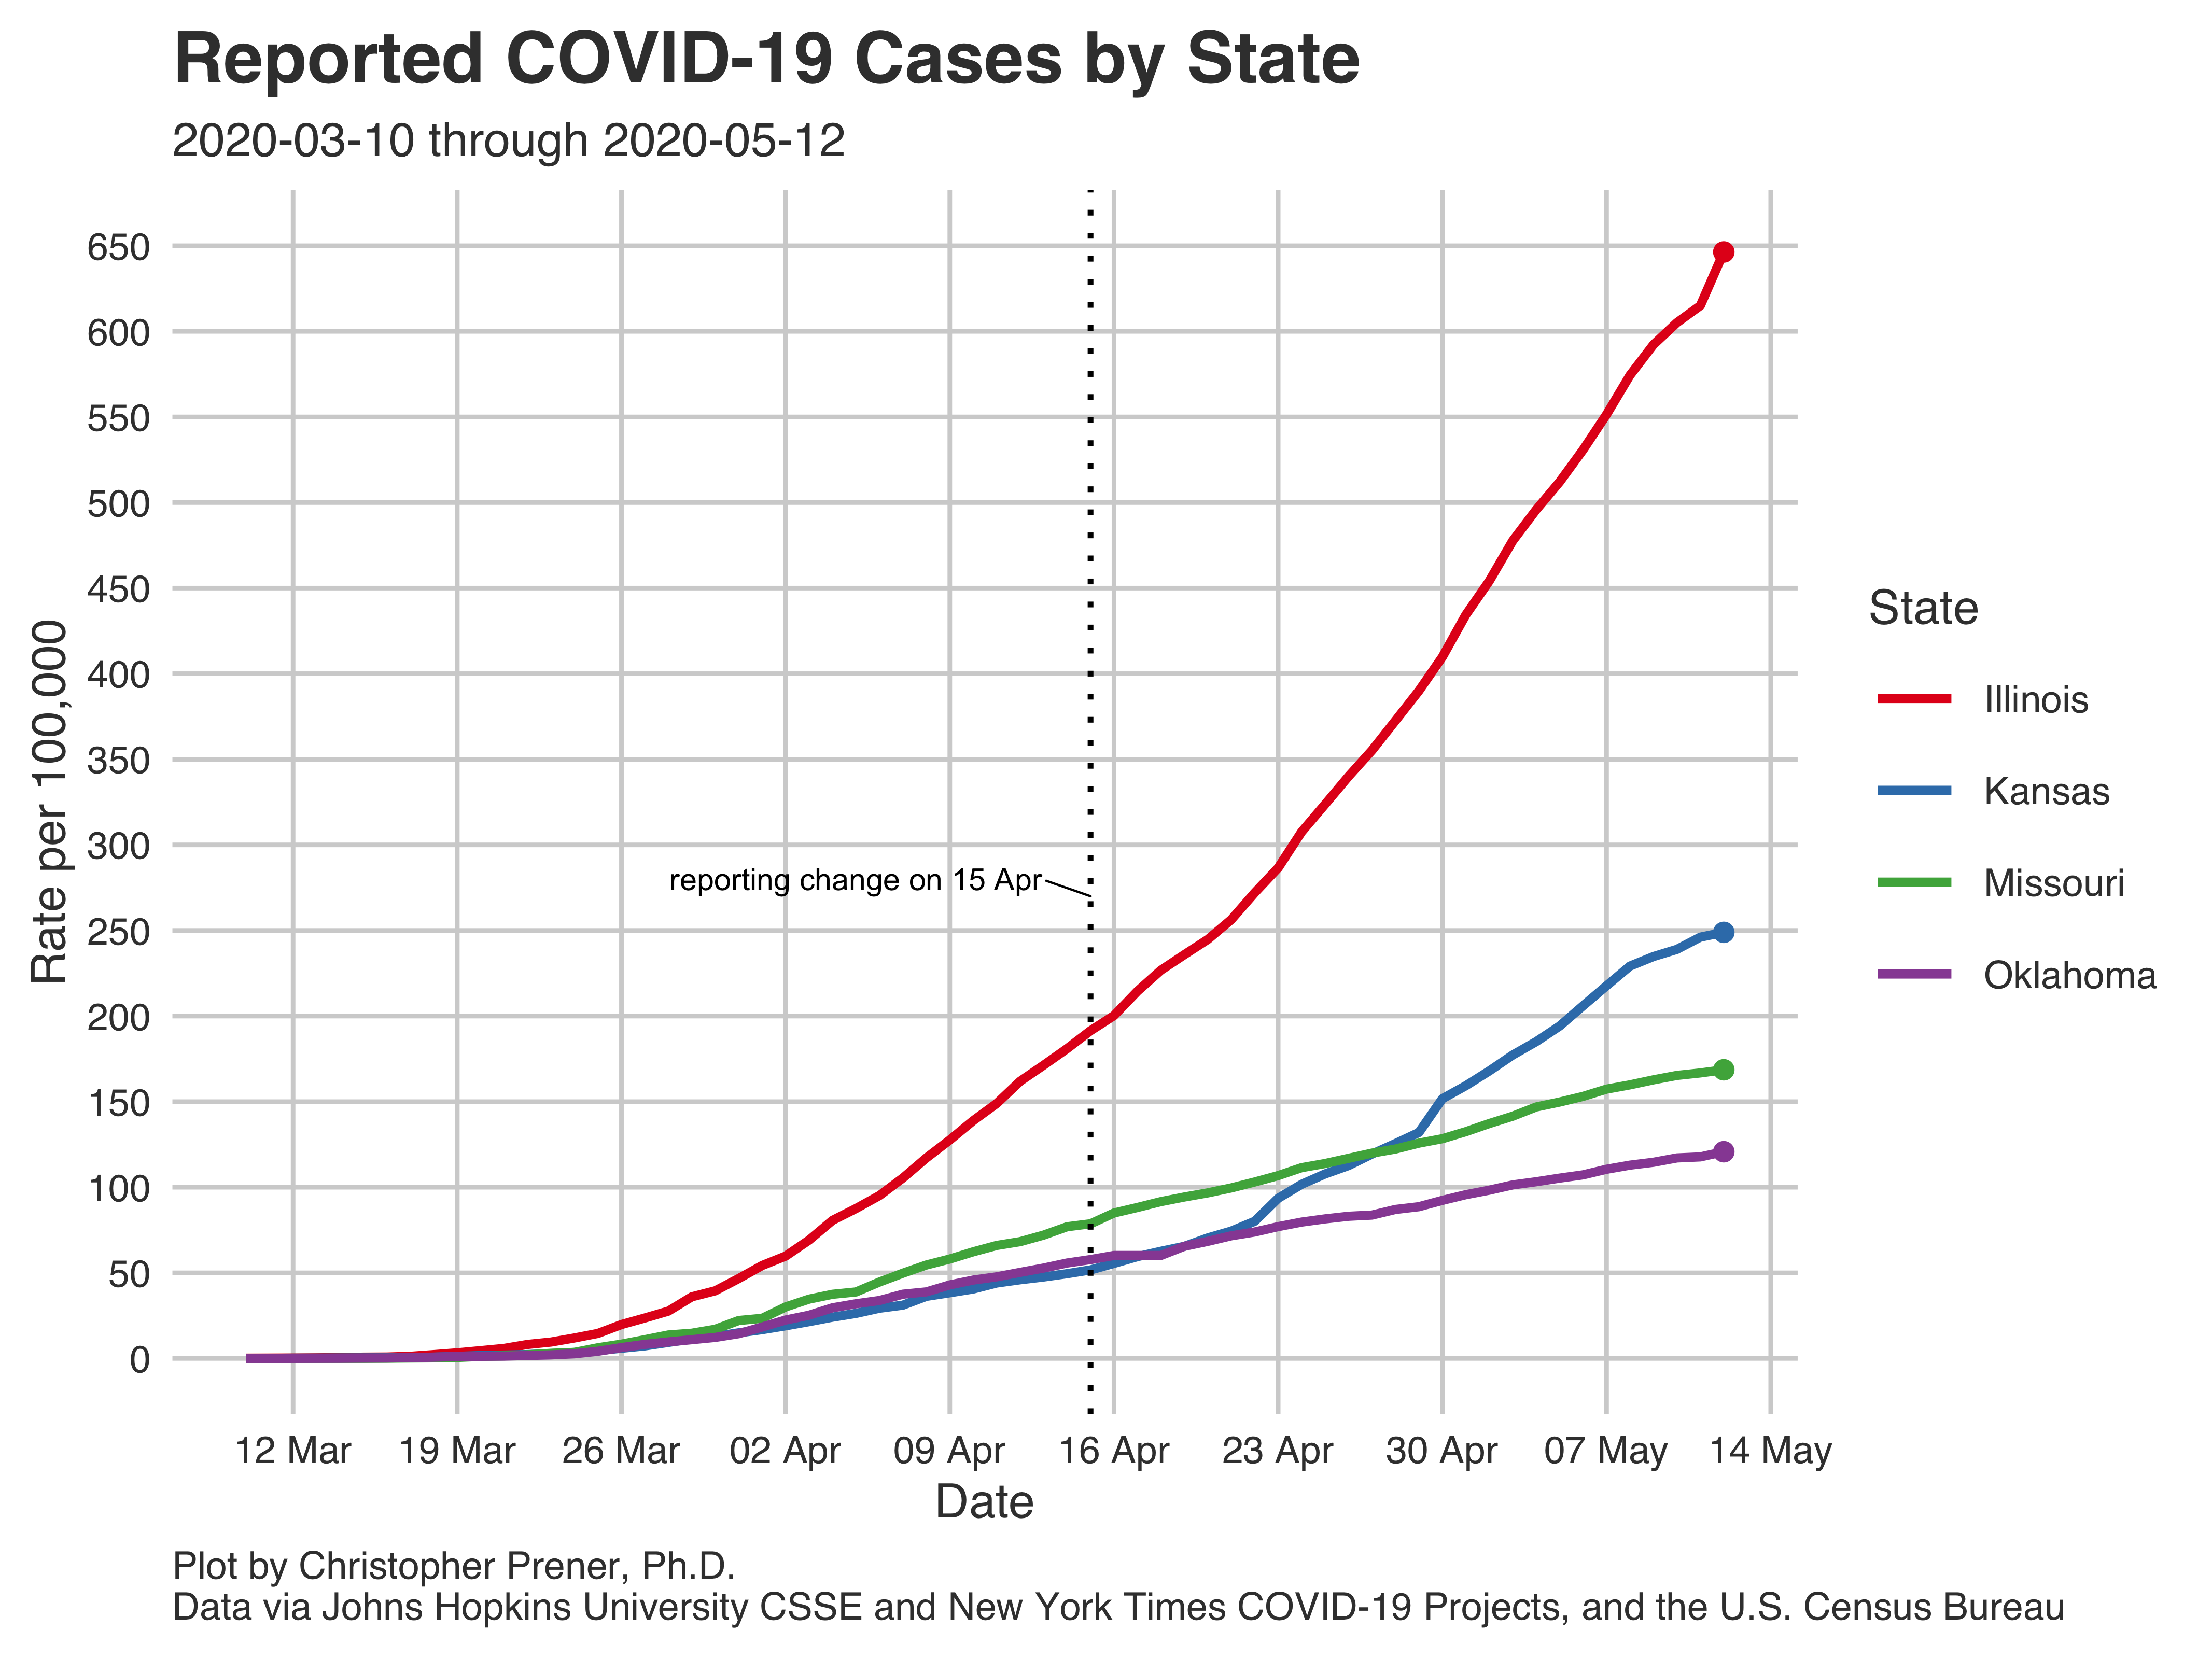 Reported COVID-19 Cases by State
2020-03-10 through 2020-05-12
Rate per 100,000
650
600
550
500
450
400
350
300
250
200
150
100
50
0
reporting change on 15 Apr
State
Illinois
Kansas
Missouri
Oklahoma
12 Mar 19 Mar 26 Mar 02 Apr 09 Apr 16 Apr 23 Apr 30 Apr 07 May 14 May
Date
Plot by Christopher Prener, Ph.D.
Data via Johns Hopkins University CSSE and New York Times COVID-19 Projects, and the U.S. Census Bureau